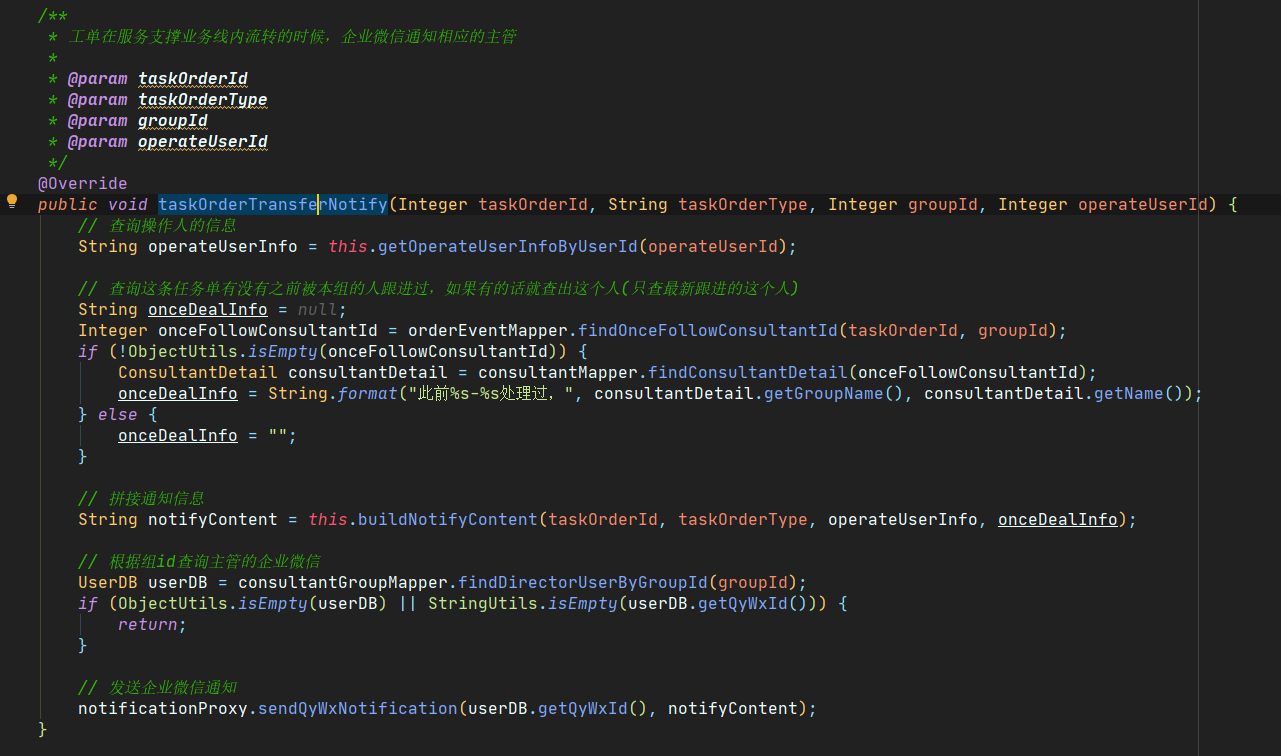 /**
 * 工单在服务支撑业务线内流转的时候，企业微信通知相应的主管
 *
 * @param taskOrderId
 * @param taskOrderType
 * @param groupId
 * @param operateUserId
 */
@Override
public void taskOrderTransferNotify(Integer taskOrderId, String taskOrderType, Integer groupId, Integer operateUserId) {
    // 查询操作人的信息
    String operateUserInfo = this.getOperateUserInfoByUserId(operateUserId);

    // 查询这条任务单有没有之前被本组的人跟进过，如果有的话就查出这个人(只查最新跟进的这个人)
    String onceDealInfo = null;
    Integer onceFollowConsultantId = orderEventMapper.findOnceFollowConsultantId(taskOrderId, groupId);
    if (!ObjectUtils.isEmpty(onceFollowConsultantId)) {
        ConsultantDetail consultantDetail = consultantMapper.findConsultantDetail(onceFollowConsultantId);
        onceDealInfo = String.format("此前%s-%s处理过，", consultantDetail.getGroupName(), consultantDetail.getName());
    } else {
        onceDealInfo = "";
    }

    // 拼接通知信息
    String notifyContent = this.buildNotifyContent(taskOrderId, taskOrderType, operateUserInfo, onceDealInfo);

    // 根据组id查询主管的企业微信
    UserDB userDB = consultantGroupMapper.findDirectorUserByGroupId(groupId);
    if (ObjectUtils.isEmpty(userDB) || StringUtils.isEmpty(userDB.getQyWxId())) {
        return;
    }

    // 发送企业微信通知
    notificationProxy.sendQyWxNotification(userDB.getQyWxId(), notifyContent);
}